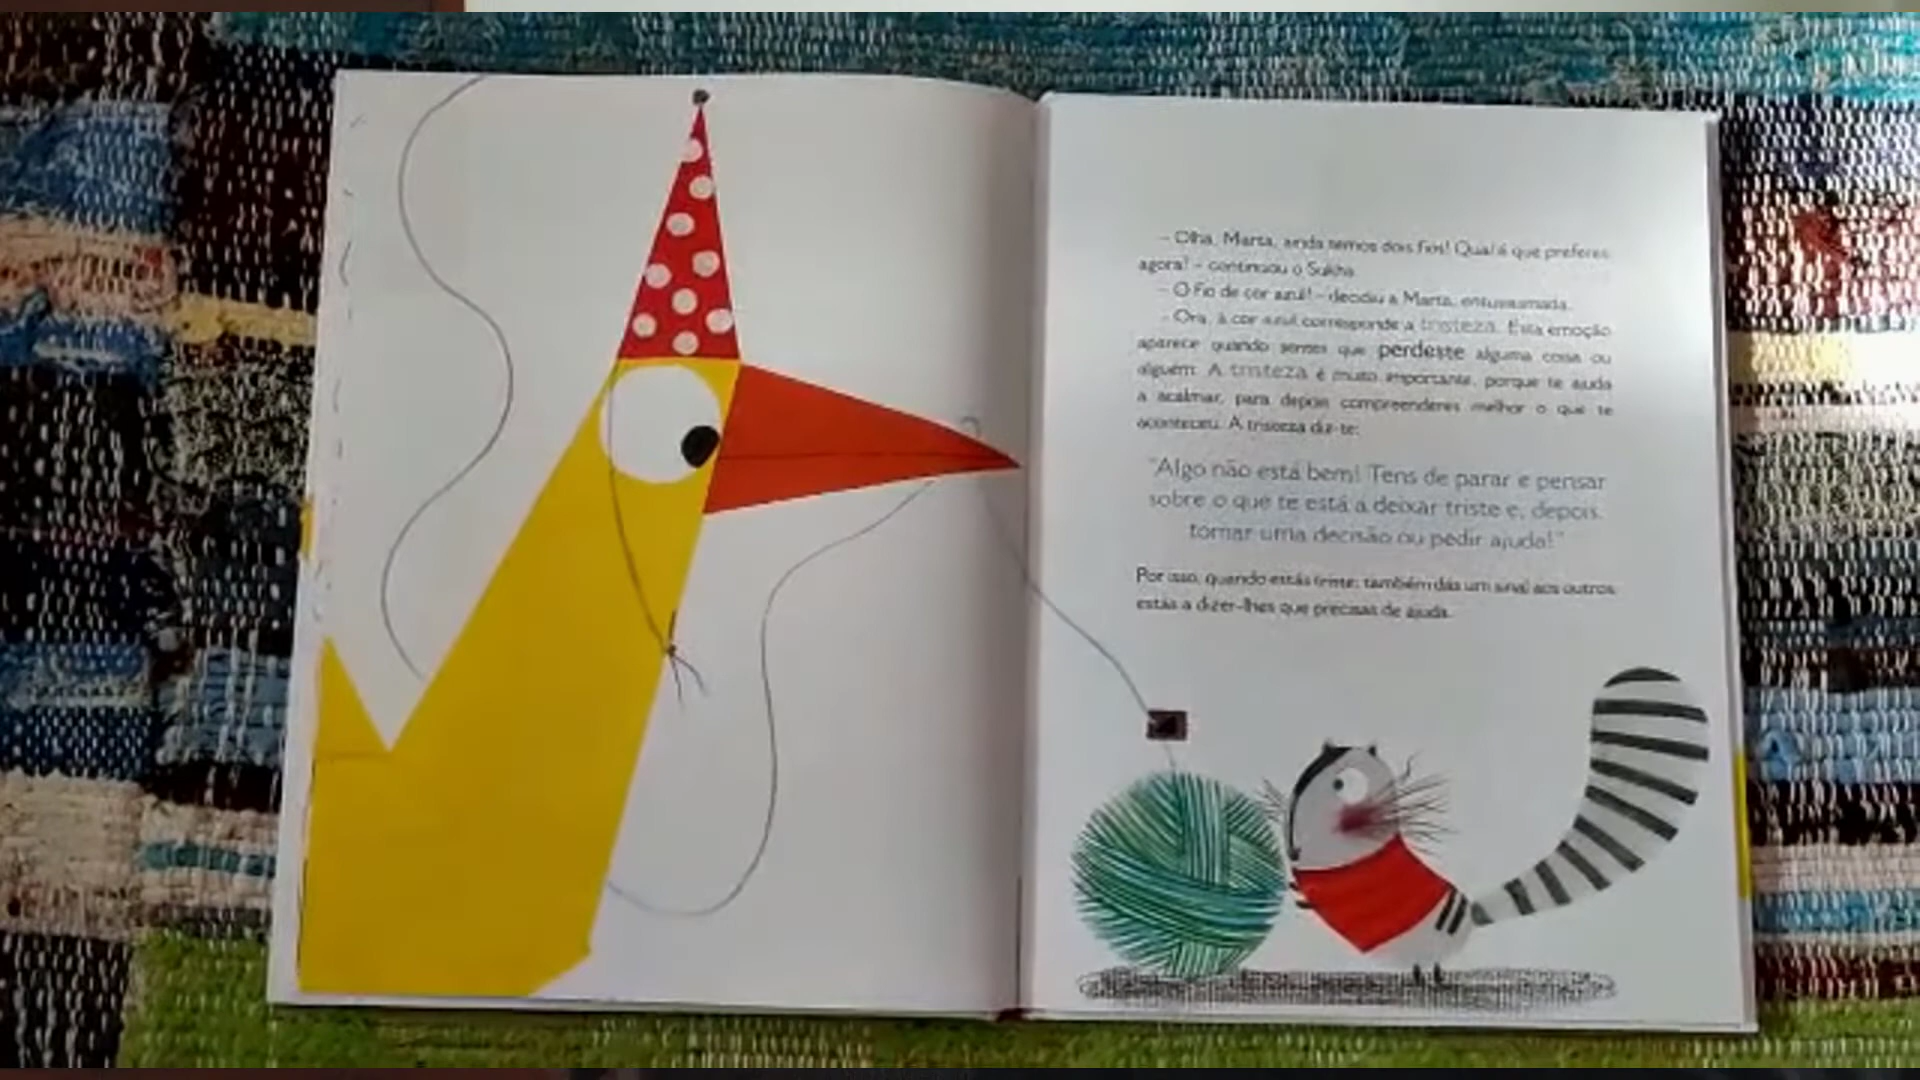 – Olha, Marta, ainda temos dois fios! Qual é que preferes
agora? – continuou o Sukha.
– O fio de cor azul! – decidiu a Marta, entusiasmada.
– Ora, à cor azul corresponde a tristeza. Esta emoção
aparece quando sentes que perdeste alguma coisa ou
alguém. A tristeza é muito importante, porque te ajuda
a acalmar, para depois compreenderes melhor o que te
aconteceu. A tristeza diz-te:
"Algo não está bem! Tens de parar e pensar
sobre o que te está a deixar triste e, depois,
tomar uma decisão ou pedir ajuda!"
Por isso, quando estás triste, também dás um sinal aos outros:
estás a dizer-lhes que precisas de ajuda.